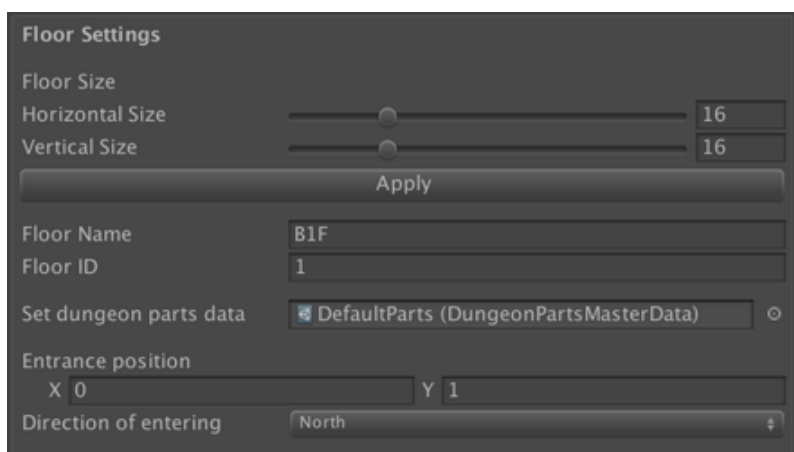 Floor Settings
Floor Size
Horizontal Size 16
Vertical Size 16
Apply
Floor Name B1F
Floor ID 1
Set dungeon parts data DefaultParts (DungeonPartsMasterData)
Entrance position
X 0 Y 1
Direction of entering North